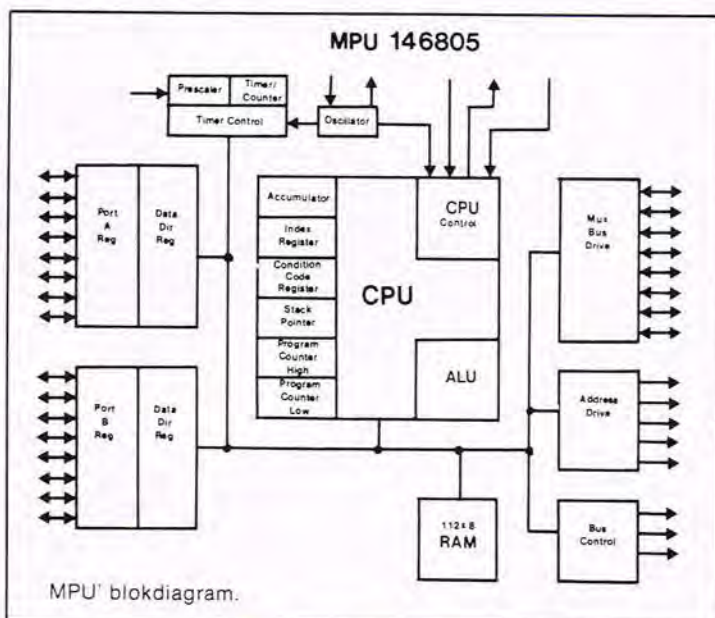 MPU 146805
Prescaler
Timer/
Counter
Timer Control
Oscillator
Port
A
Reg
Data
Dir
Reg
Accumulator
Index
Register
Condition
Code
Register
Stack
Pointer
Program
Counter
High
Program
Counter
Low
CPU
CPU
Control
ALU
Mux
Bus
Drive
Port
B
Reg
Data
Dir
Reg
Address
Drive
112x8
RAM
Bus
Control
MPU' blokdiagram.